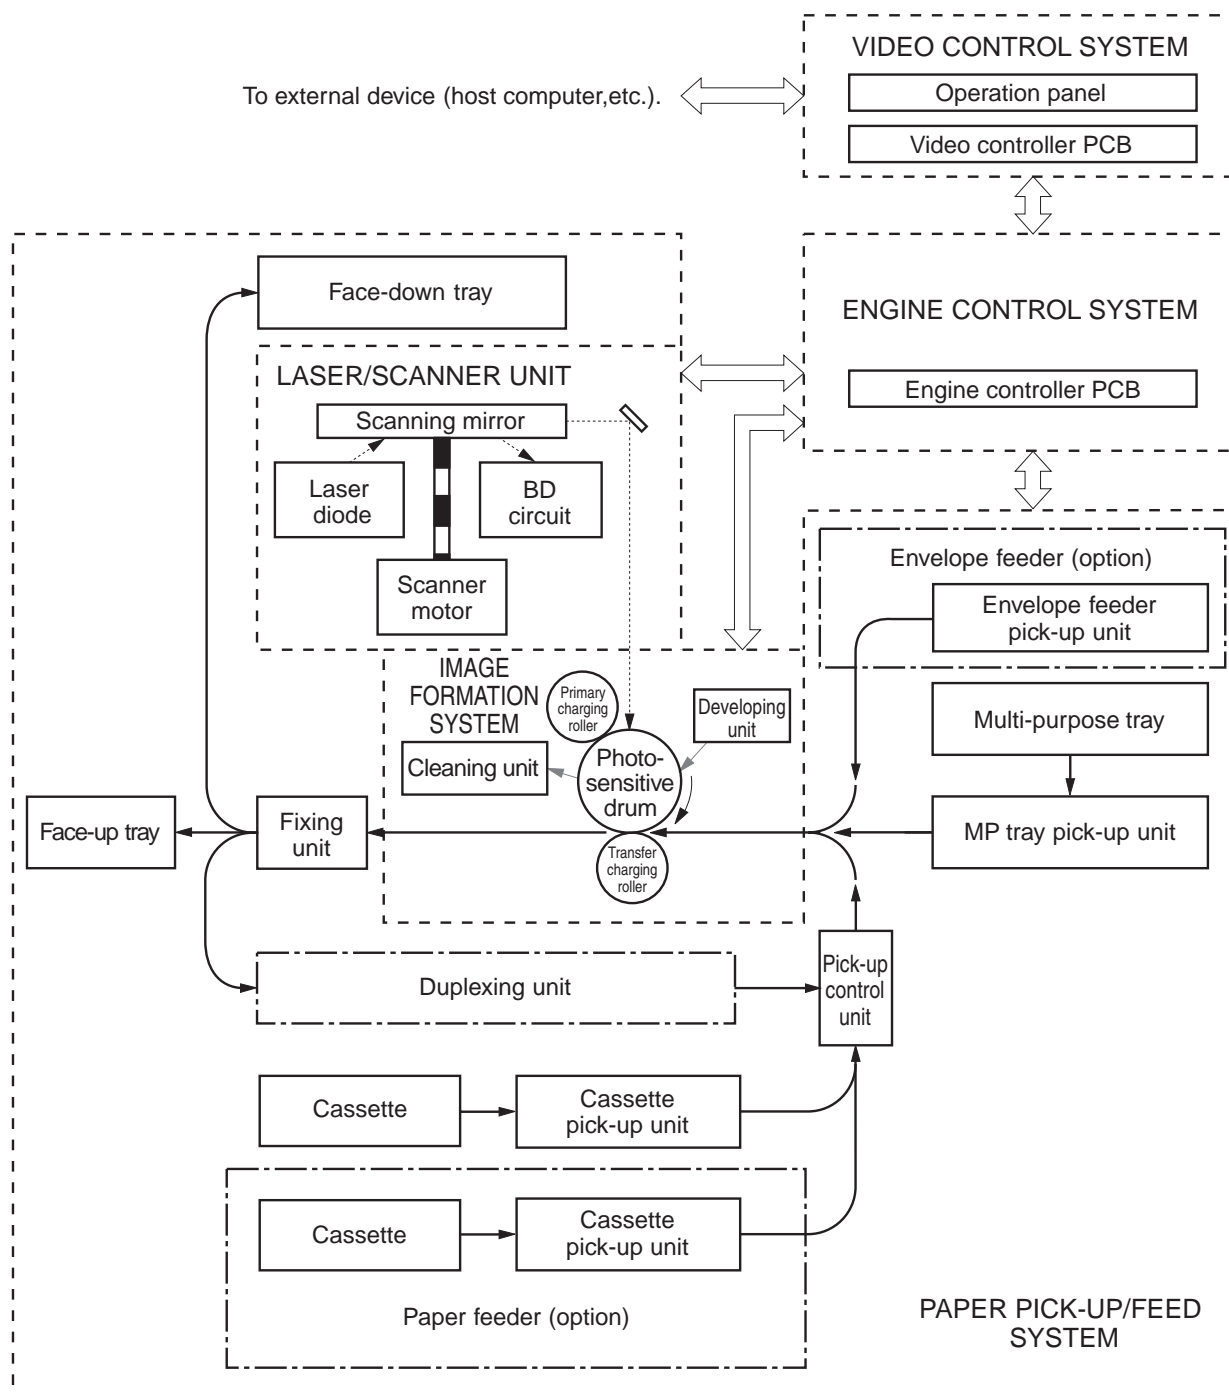 VIDEO CONTROL SYSTEM
Operation panel
Video controller PCB
To external device (host computer,etc.).
ENGINE CONTROL SYSTEM
Engine controller PCB
Face-down tray
LASER/SCANNER UNIT
Scanning mirror
Laser
diode
BD
circuit
Scanner
motor
Envelope feeder (option)
Envelope feeder
pick-up unit
Multi-purpose tray
MP tray pick-up unit
IMAGE
FORMATION
SYSTEM
Primary
charging
roller
Developing
unit
Cleaning unit
Photo-
sensitive
drum
Transfer
charging
roller
Face-up tray
Fixing
unit
Duplexing unit
Pick-up
control
unit
Cassette
Cassette
pick-up unit
Cassette
Cassette
pick-up unit
Paper feeder (option)
PAPER PICK-UP/FEED
SYSTEM